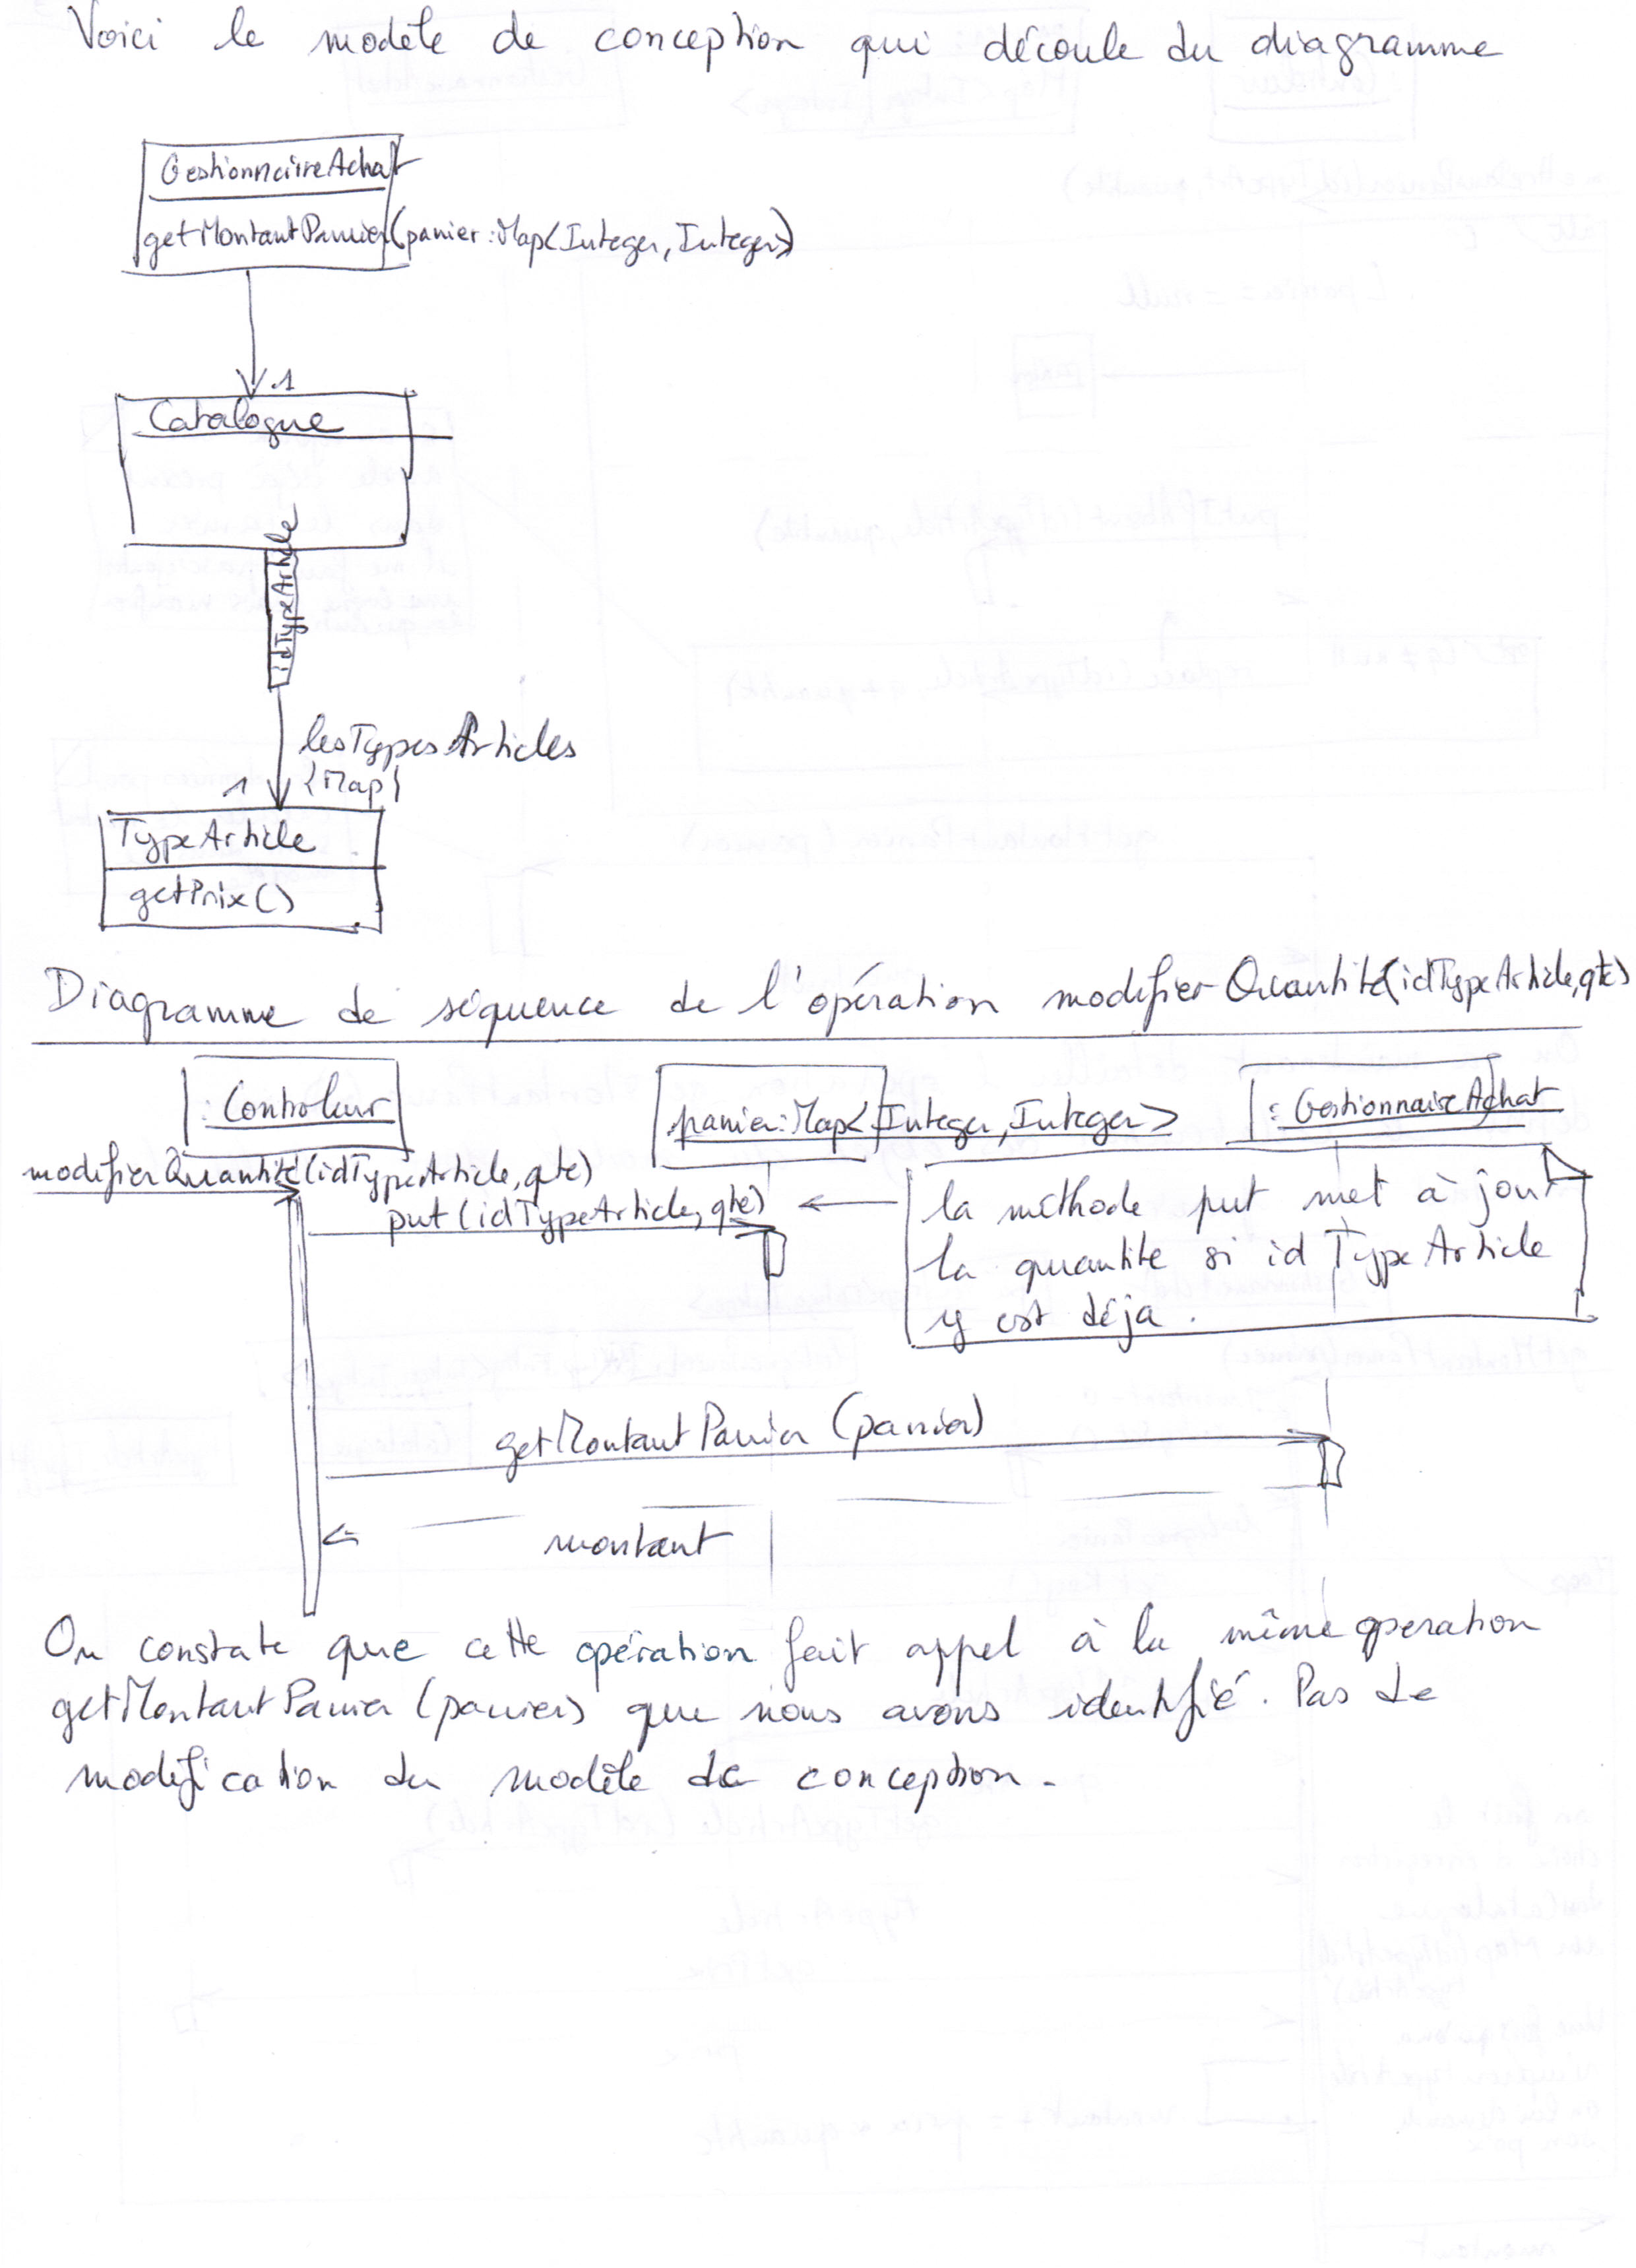 Voici le modèle de conception qui découle du diagramme
GestionnaireAchat
getMontantPanier(panier:Map<Integer, Integer>)
1
Catalogue
idTypeArticle
lesTypesArticles
1 {Map}
TypeArticle
getPrix()
Diagramme de séquence de l'opération modifierQuantité(idTypeArticle,qte)
: Controleur
panier:Map<Integer, Integer>
: GestionnaireAchat
modifierQuantité(idTypeArticle, qte)
put (idTypeArticle, qte)
la méthode put met à jour
la quantité si idTypeArticle
y est déja.
getMontantPanier (panier)
montant
On constate que cette opération fait appel à la même operation
getMontantPanier (panier) que nous avons identifié. Pas de
modification du modèle de conception.